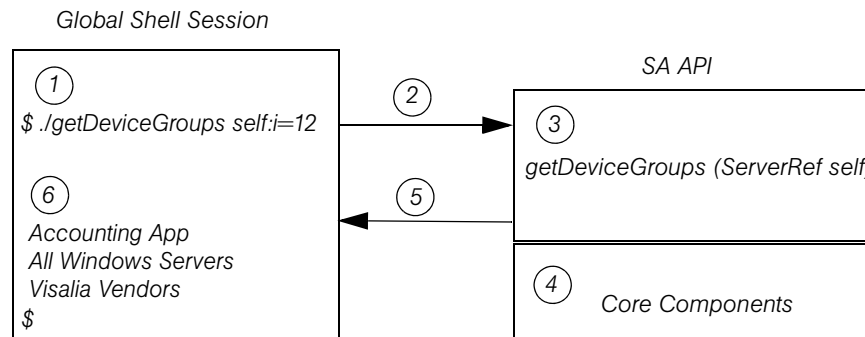 Global Shell Session
1
$ ./getDeviceGroups self:i=12
2
SA API
3
getDeviceGroups (ServerRef self)
5
6
Accounting App
All Windows Servers
Visalia Vendors
$
4
Core Components